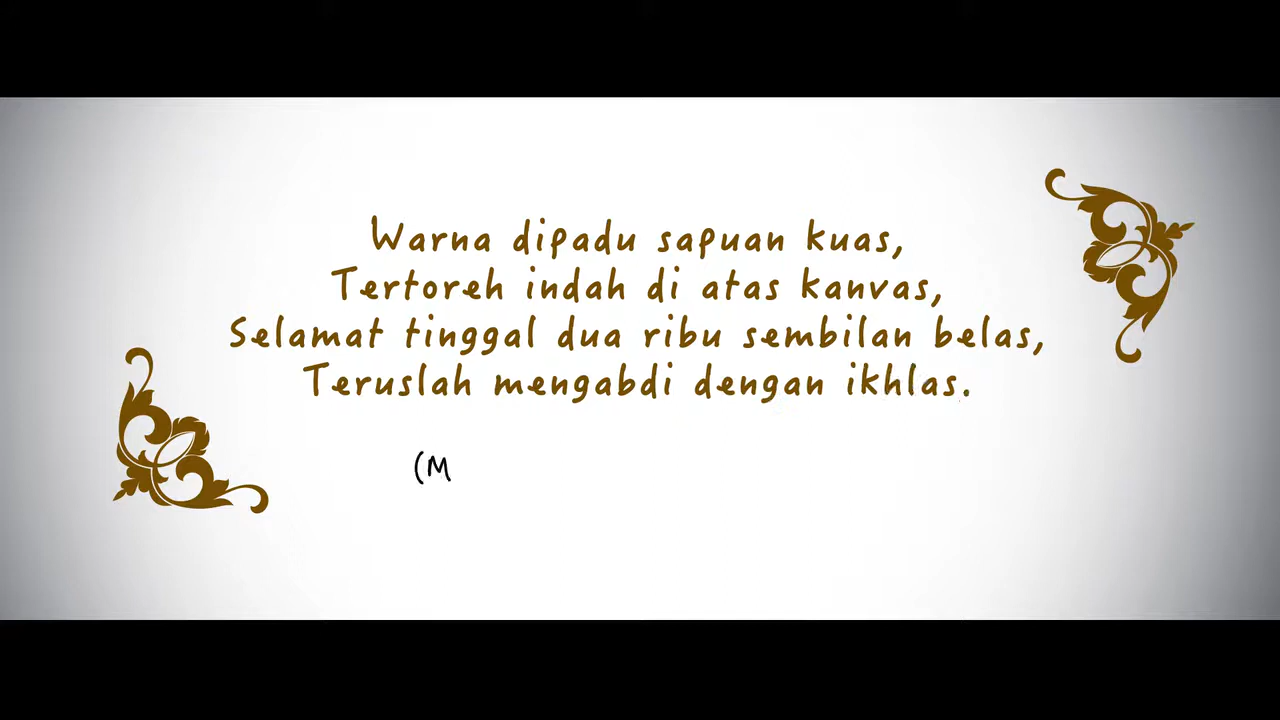 Warna dipadu sapuan kuas,
Tertoreh indah di atas kanvas,
Selamat tinggal dua ribu sembilan belas,
Teruslah mengabdi dengan ikhlas.
(M